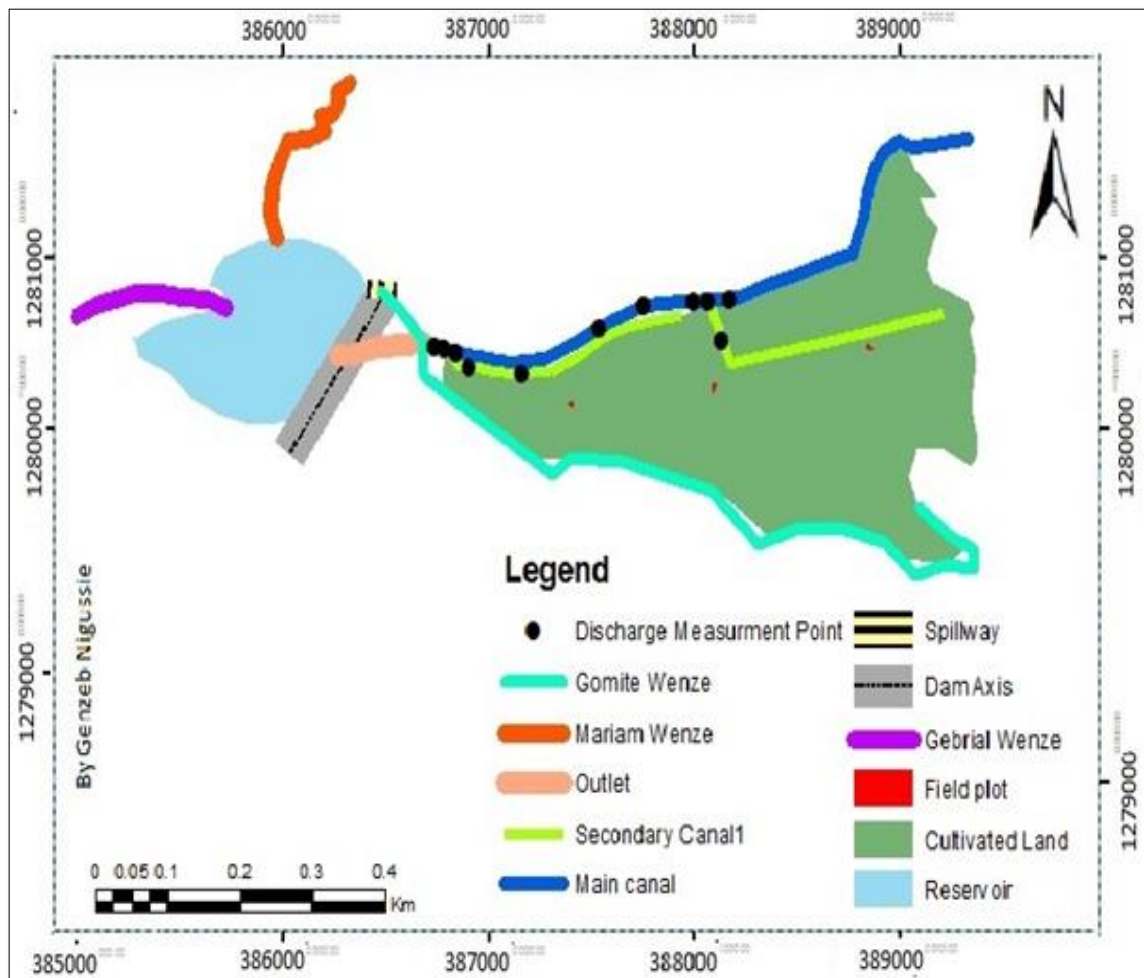 386000 387000 388000 389000
N
1281000
1281000
1280000
1280000
1279000
1279000
By Genzeb Nigussie
Legend
Discharge Measurment Point
Gomite Wenze
Mariam Wenze
Outlet
Secondary Canal1
Main canal
Spillway
Dam Axis
Gebrial Wenze
Field plot
Cultivated Land
Reservoir
0 0.05 0.1 0.2 0.3 0.4
Km
385000 386000 387000 388000 389000